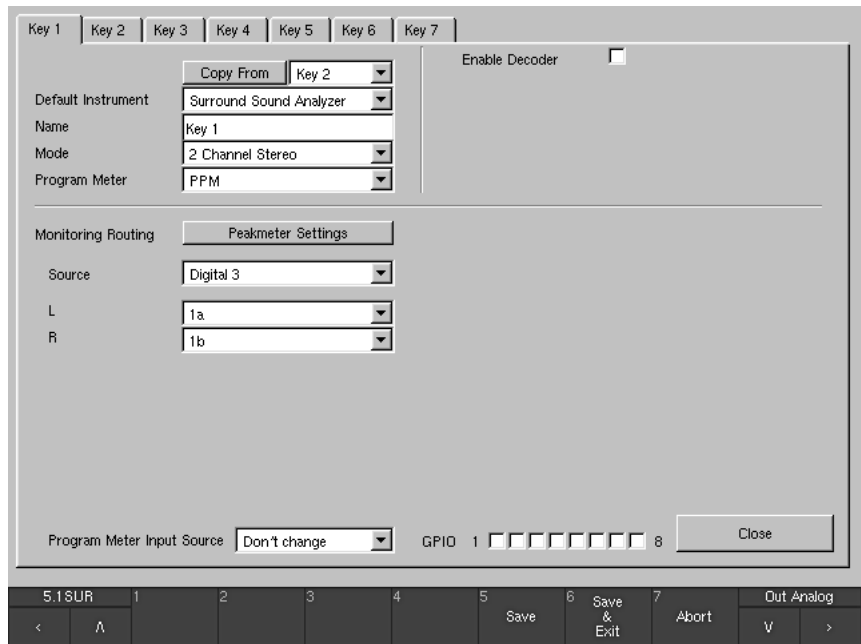 Key 1 Key 2 Key 3 Key 4 Key 5 Key 6 Key 7
Copy From Key 2
Enable Decoder
Default Instrument Surround Sound Analyzer
Name Key 1
Mode 2 Channel Stereo
Program Meter PPM
Monitoring Routing Peakmeter Settings
Source Digital 3
L 1a
R 1b
Program Meter Input Source Don't change GPIO 1 8 Close
5.1SUR 1 2 3 4 5 Save 6 Save & Exit 7 Abort Out Analog
< Λ V >